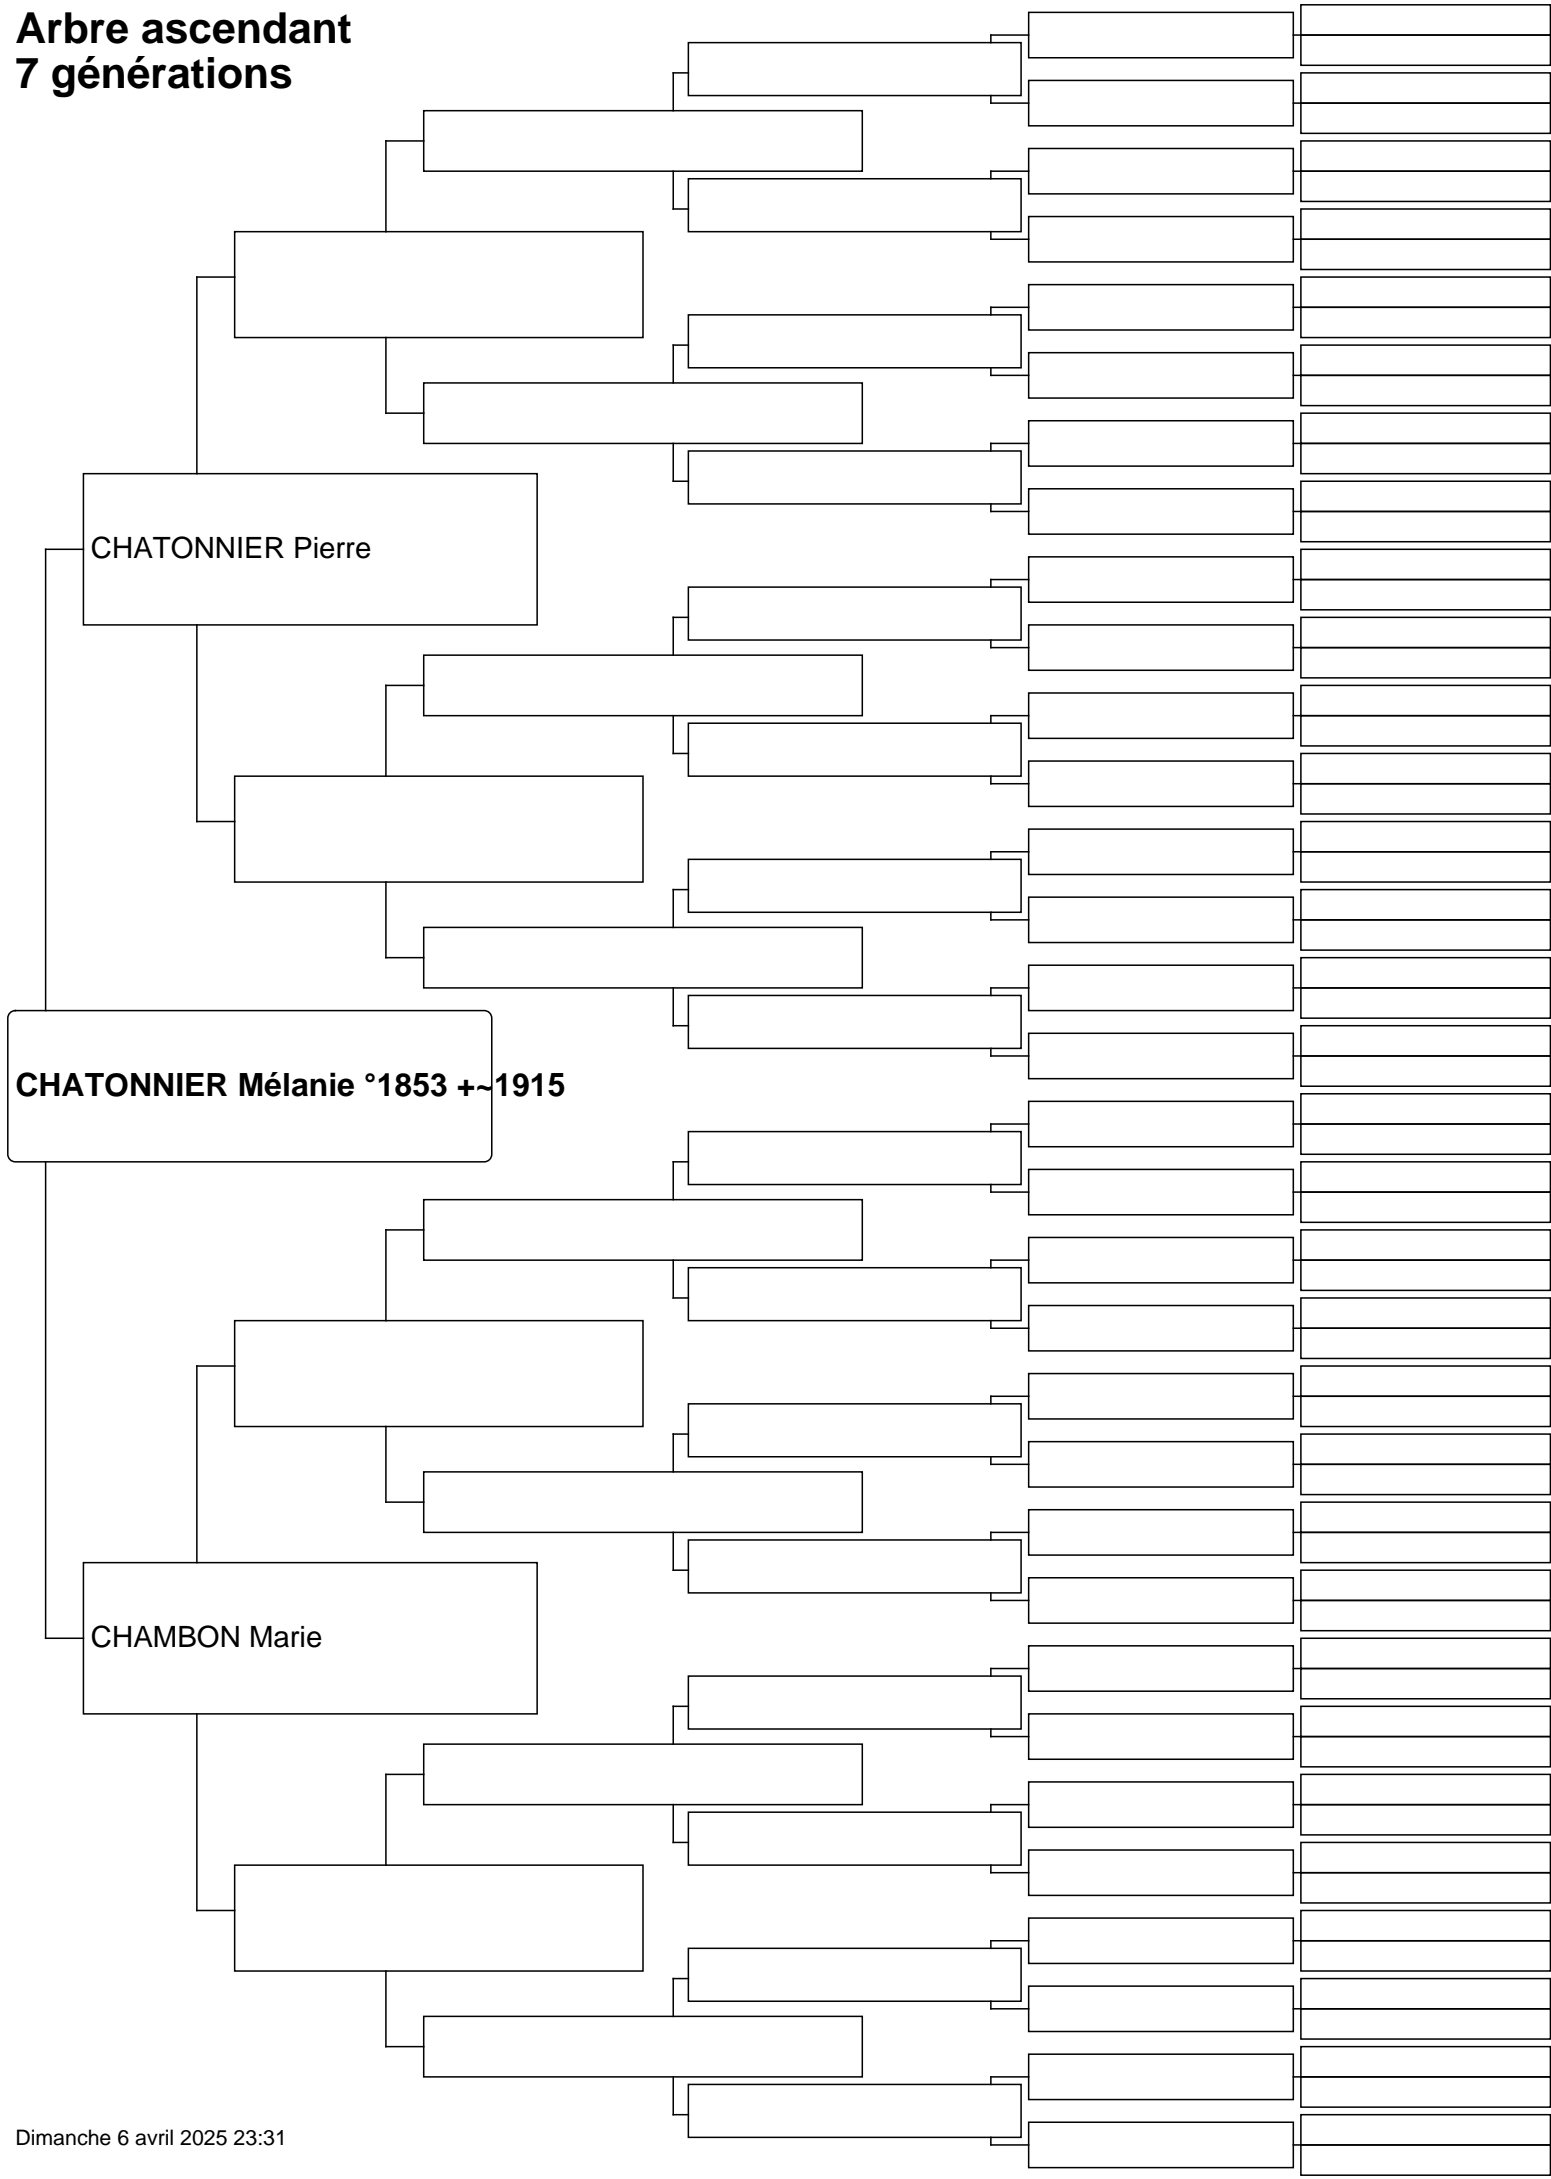 Arbre ascendant
7 générations
CHATONNIER Pierre
CHATONNIER Mélanie °1853 +~1915
CHAMBON Marie
Dimanche 6 avril 2025 23:31